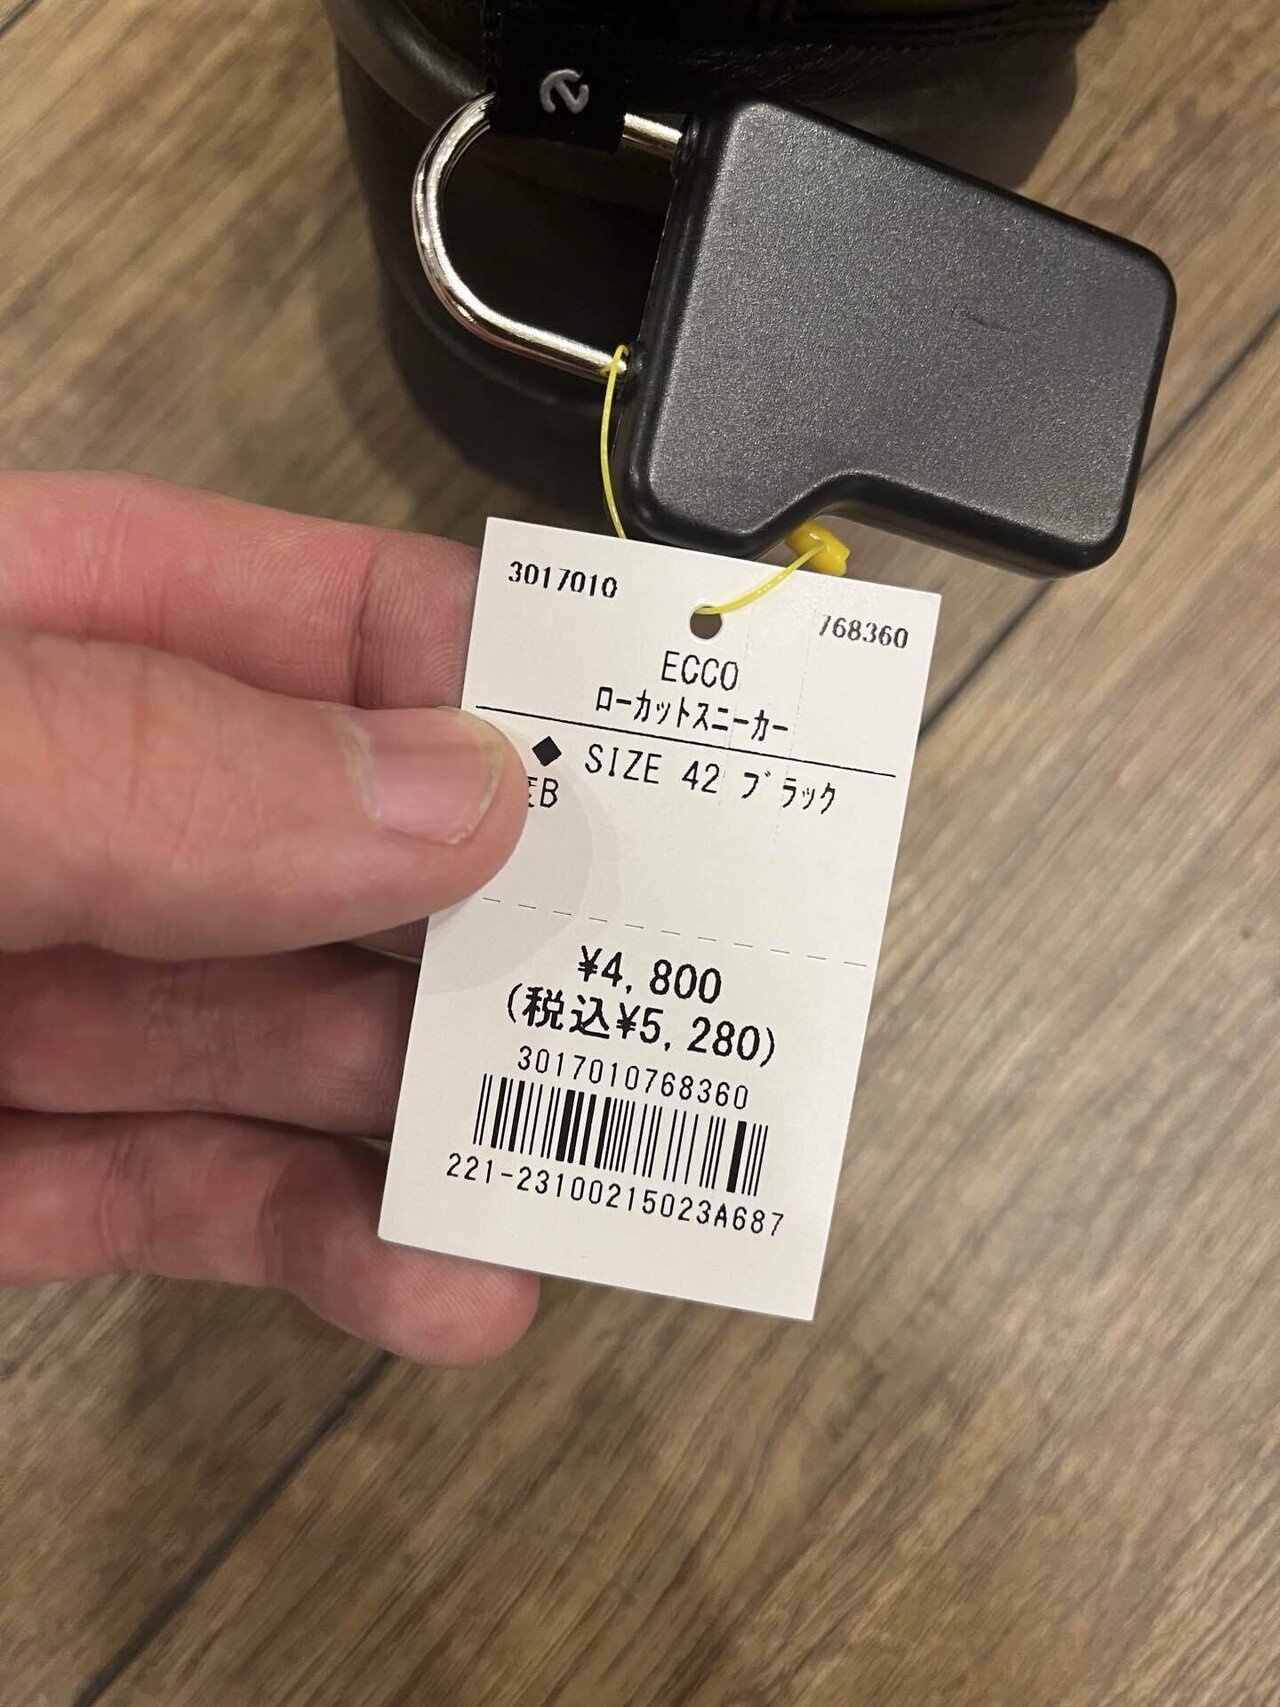 3017010
768360
ECCO
ローカットスニーカー
◆ SIZE 42 ブラック
¥4,800
(税込¥5,280)
3017010768360
221-23100215023A687